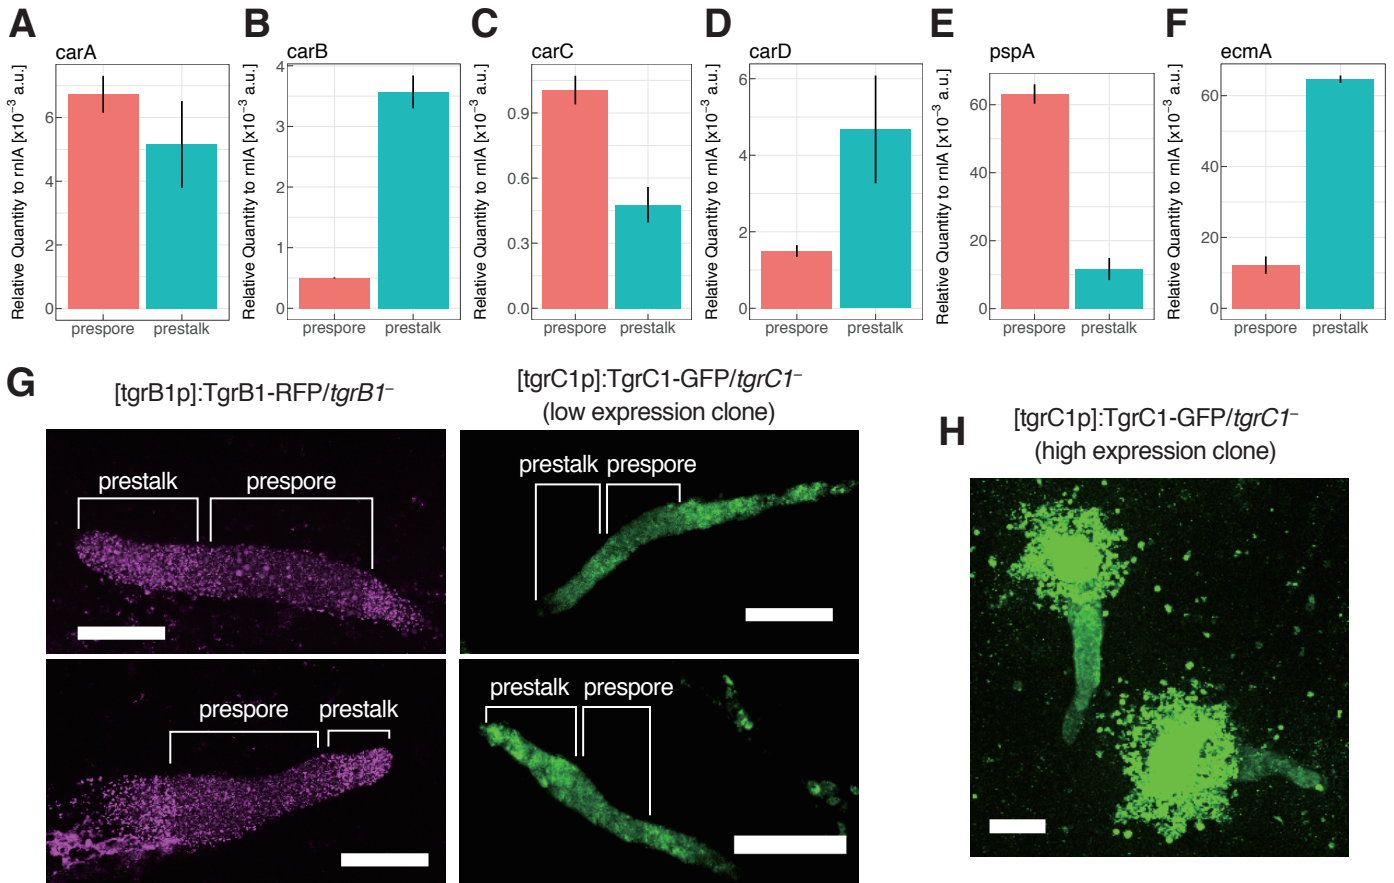 A
carA
Relative Quantity to rnlA [x10⁻³ a.u.]
6
4
2
0
prespore prestalk
B
carB
Relative Quantity to rnlA [x10⁻³ a.u.]
4
3
2
1
0
prespore prestalk
C
carC
Relative Quantity to rnlA [x10⁻³ a.u.]
0.9
0.6
0.3
0.0
prespore prestalk
D
carD
Relative Quantity to rnlA [x10⁻³ a.u.]
6
4
2
0
prespore prestalk
E
pspA
Relative Quantity to rnlA [x10⁻³ a.u.]
60
40
20
0
prespore prestalk
F
ecmA
Relative Quantity to rnlA [x10⁻³ a.u.]
60
40
20
0
prespore prestalk
G
[tgrB1p]:TgrB1-RFP/tgrB1⁻
prestalk prespore
prespore prestalk
[tgrC1p]:TgrC1-GFP/tgrC1⁻
(low expression clone)
prestalk prespore
prestalk prespore
H
[tgrC1p]:TgrC1-GFP/tgrC1⁻
(high expression clone)